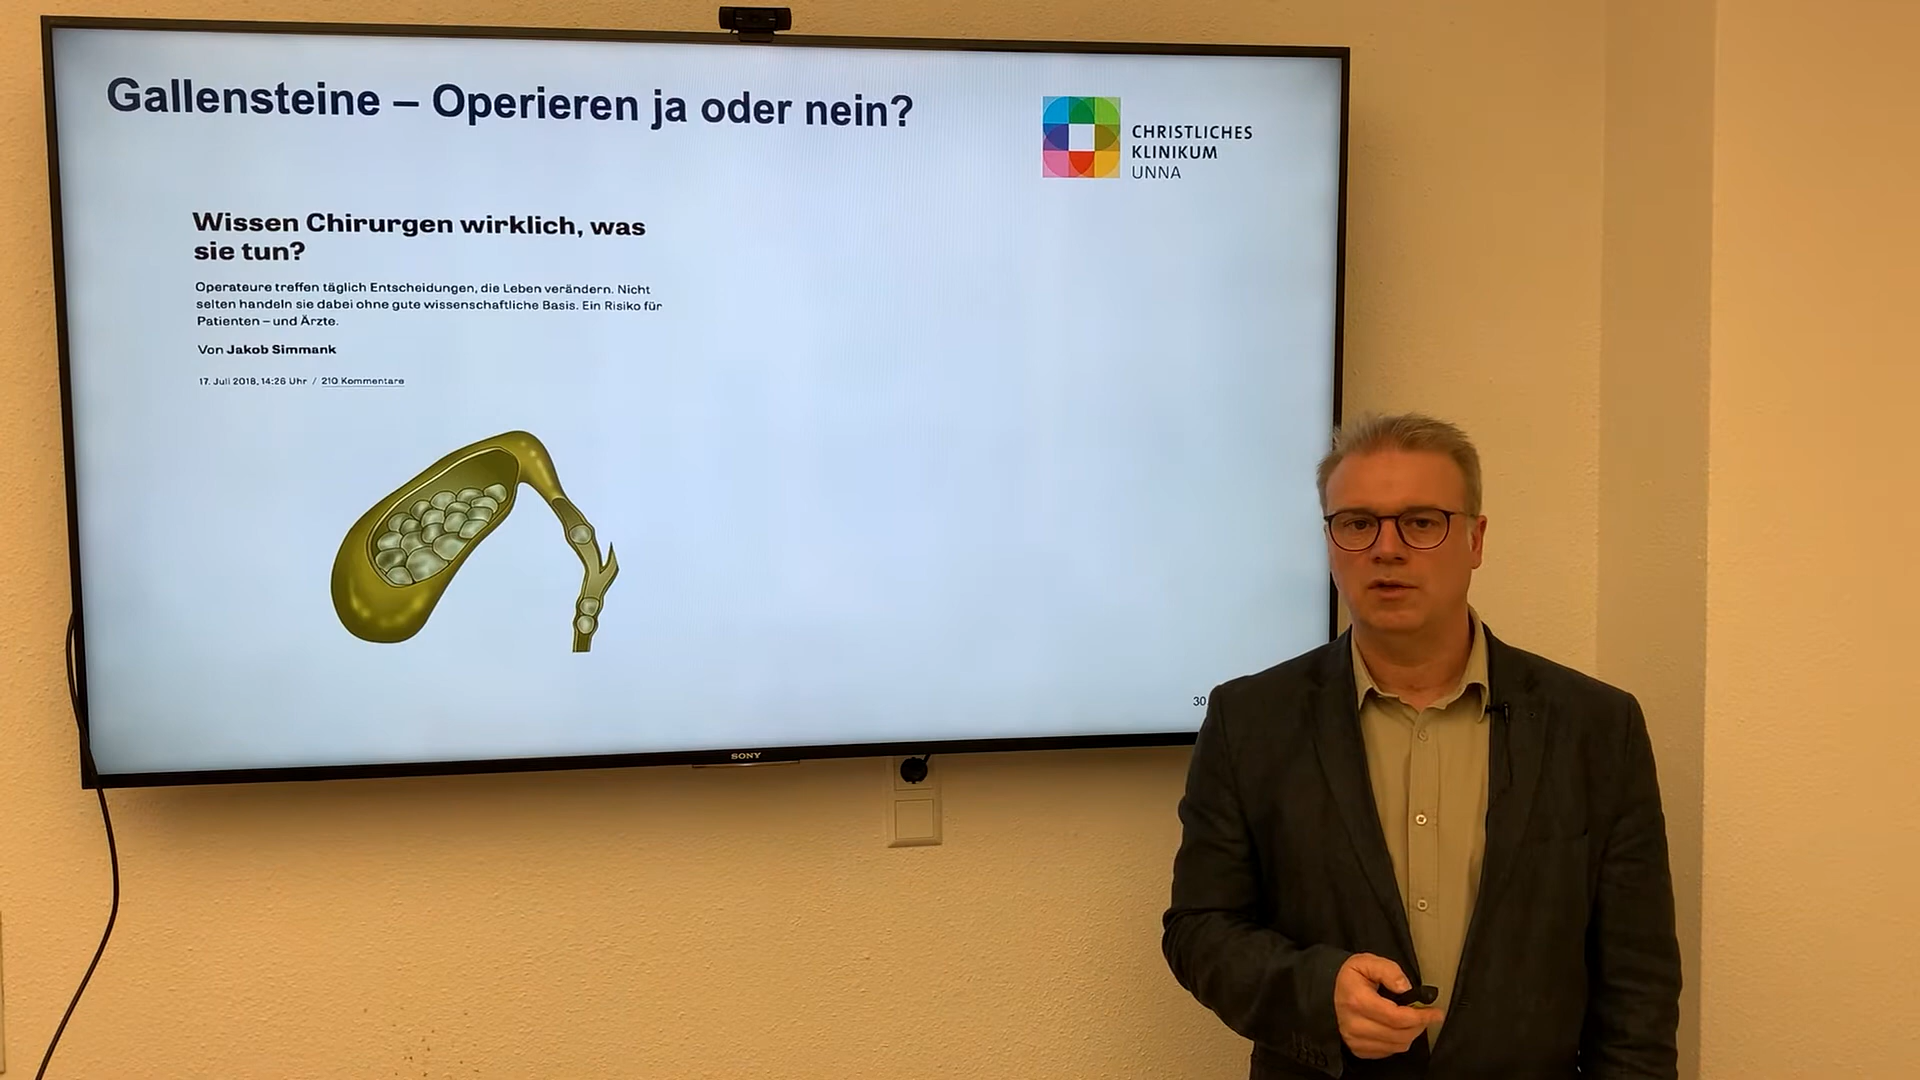 Gallensteine – Operieren ja oder nein?
CHRISTLICHES
KLINIKUM
UNNA
Wissen Chirurgen wirklich, was
sie tun?
Operateure treffen täglich Entscheidungen, die Leben verändern. Nicht
selten handeln sie dabei ohne gute wissenschaftliche Basis. Ein Risiko für
Patienten – und Ärzte.
Von Jakob Simmank
17. Juli 2018, 14:26 Uhr / 210 Kommentare
30
SONY